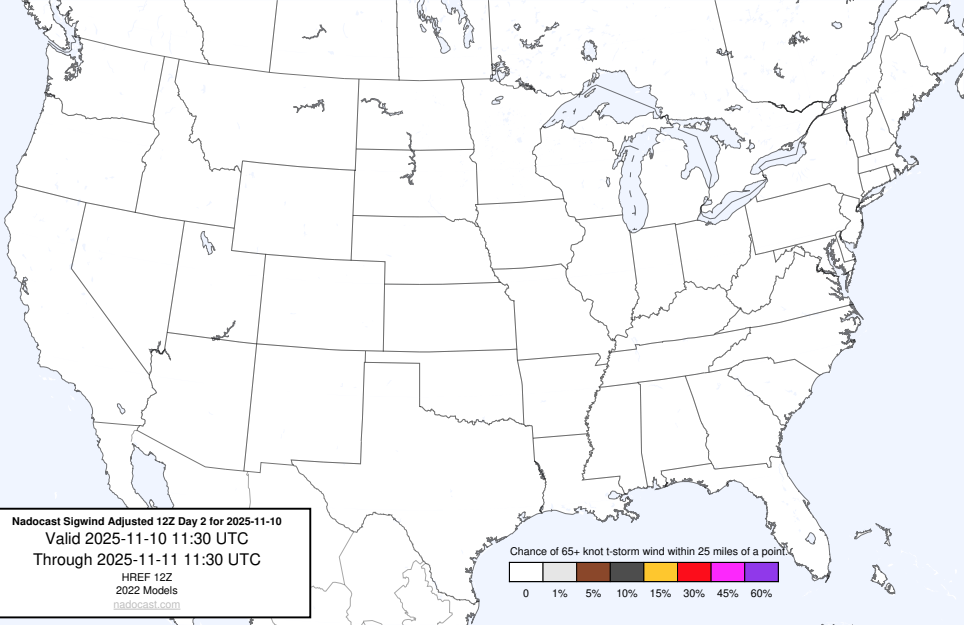 Nadocast Sigwind Adjusted 12Z Day 2 for 2025-11-10
Valid 2025-11-10 11:30 UTC
Through 2025-11-11 11:30 UTC
HREF 12Z
2022 Models
nadocast.com
Chance of 65+ knot t-storm wind within 25 miles of a point.
0 1% 5% 10% 15% 30% 45% 60%